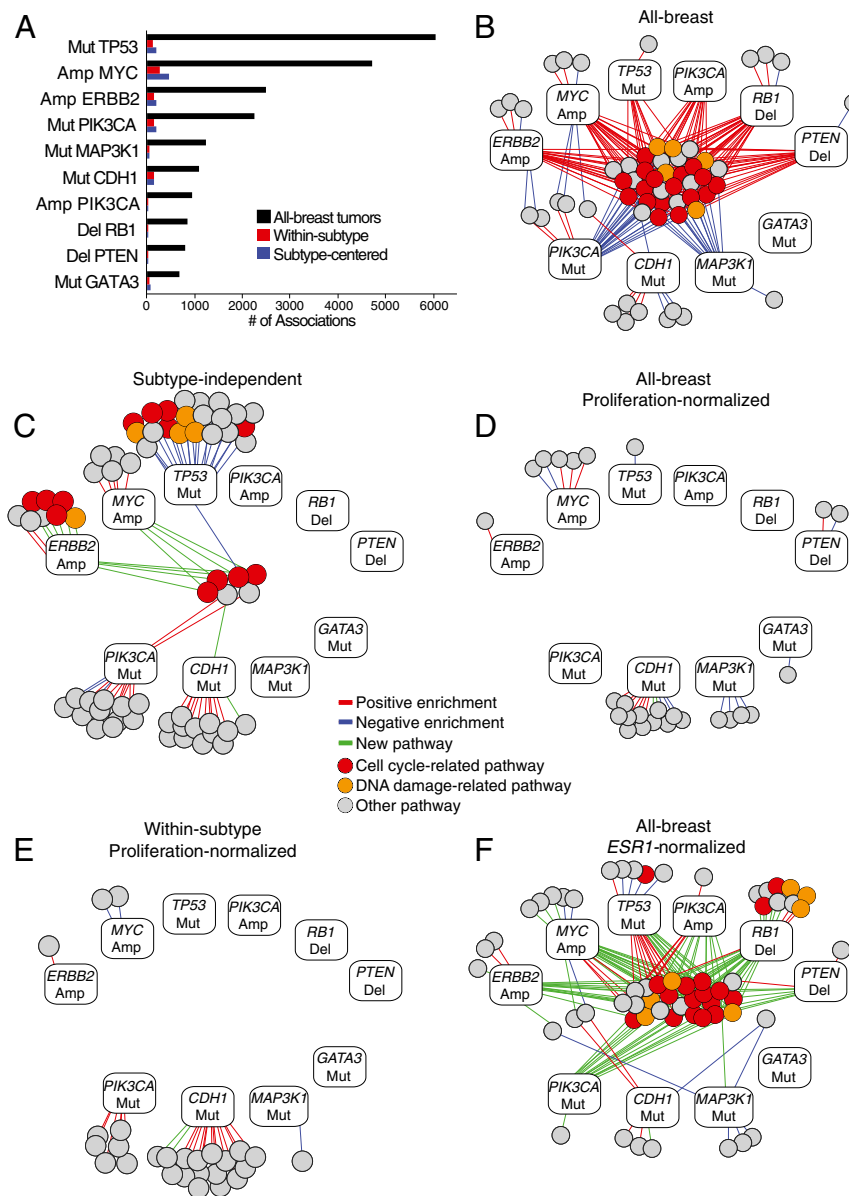 A
Mut TP53
Amp MYC
Amp ERBB2
Mut PIK3CA
Mut MAP3K1
Mut CDH1
Amp PIK3CA
Del RB1
Del PTEN
Mut GATA3
All-breast tumors
Within-subtype
Subtype-centered
0 1000 2000 3000 4000 5000 6000
# of Associations
B
All-breast
TP53
Mut
PIK3CA
Amp
MYC
Amp
RB1
Del
ERBB2
Amp
PTEN
Del
GATA3
Mut
PIK3CA
Mut
CDH1
Mut
MAP3K1
Mut
C
Subtype-independent
TP53
Mut
PIK3CA
Amp
MYC
Amp
RB1
Del
ERBB2
Amp
PTEN
Del
GATA3
Mut
PIK3CA
Mut
CDH1
Mut
MAP3K1
Mut
D
All-breast
Proliferation-normalized
TP53
Mut
PIK3CA
Amp
MYC
Amp
RB1
Del
ERBB2
Amp
PTEN
Del
GATA3
Mut
PIK3CA
Mut
CDH1
Mut
MAP3K1
Mut
Positive enrichment
Negative enrichment
New pathway
Cell cycle-related pathway
DNA damage-related pathway
Other pathway
E
Within-subtype
Proliferation-normalized
TP53
Mut
PIK3CA
Amp
MYC
Amp
RB1
Del
ERBB2
Amp
PTEN
Del
GATA3
Mut
PIK3CA
Mut
CDH1
Mut
MAP3K1
Mut
F
All-breast
ESR1-normalized
TP53
Mut
PIK3CA
Amp
MYC
Amp
RB1
Del
ERBB2
Amp
PTEN
Del
GATA3
Mut
PIK3CA
Mut
CDH1
Mut
MAP3K1
Mut